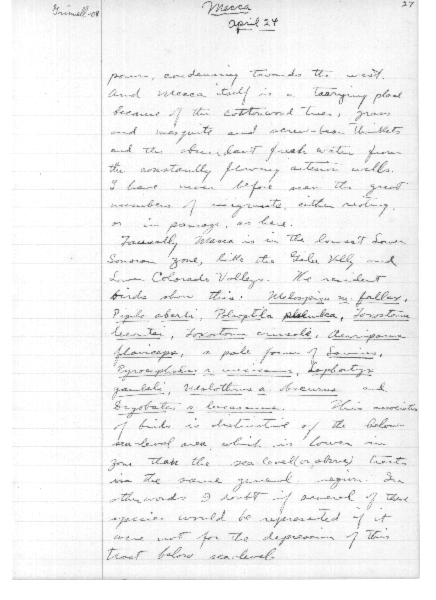 Grinnell-08
Mecca
April 24
27
power, condensing towards the west.
And Mecca itself is a tarrying place
because of the cottonwood trees, grass
and mesquite and screw-bean thickets
and the abundant fresh water from
the constantly flowing artesian wells.
I have never before seen the great
numbers of migrants, either resting,
or in passage, as here.
Faunally Mecca is in the lowest Lower
Sonoran zone, like the Gila Vlly and
Lower Colorado Valleys. The resident
birds show this. Melospiza m. fallax,
Pipilo aberti, Polioptila plumbea, Toxostoma
lecontei, Toxostoma crissale, Auriparus
flaviceps, a pale form of Lanius,
Pyrocephalus r. mexicanus, Lophortyx
gambeli, Molothrus a. obscurus and
Dryobates s. lucasanus. This association
of birds is distinctive of the below
sea-level area which is lower in
zone than the sea level (or above) tracts
in the same general region. In
other words I doubt if several of these
species would be represented if it
were not for the depression of this
tract below sea-level.